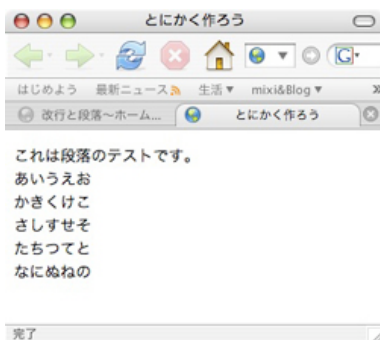 とにかく作ろう
G
はじめよう 最新ニュース 生活▼ mixi&Blog▼ »
改行と段落~ホーム... とにかく作ろう
これは段落のテストです。
あいうえお
かきくけこ
さしすせそ
たちつてと
なにぬねの
完了